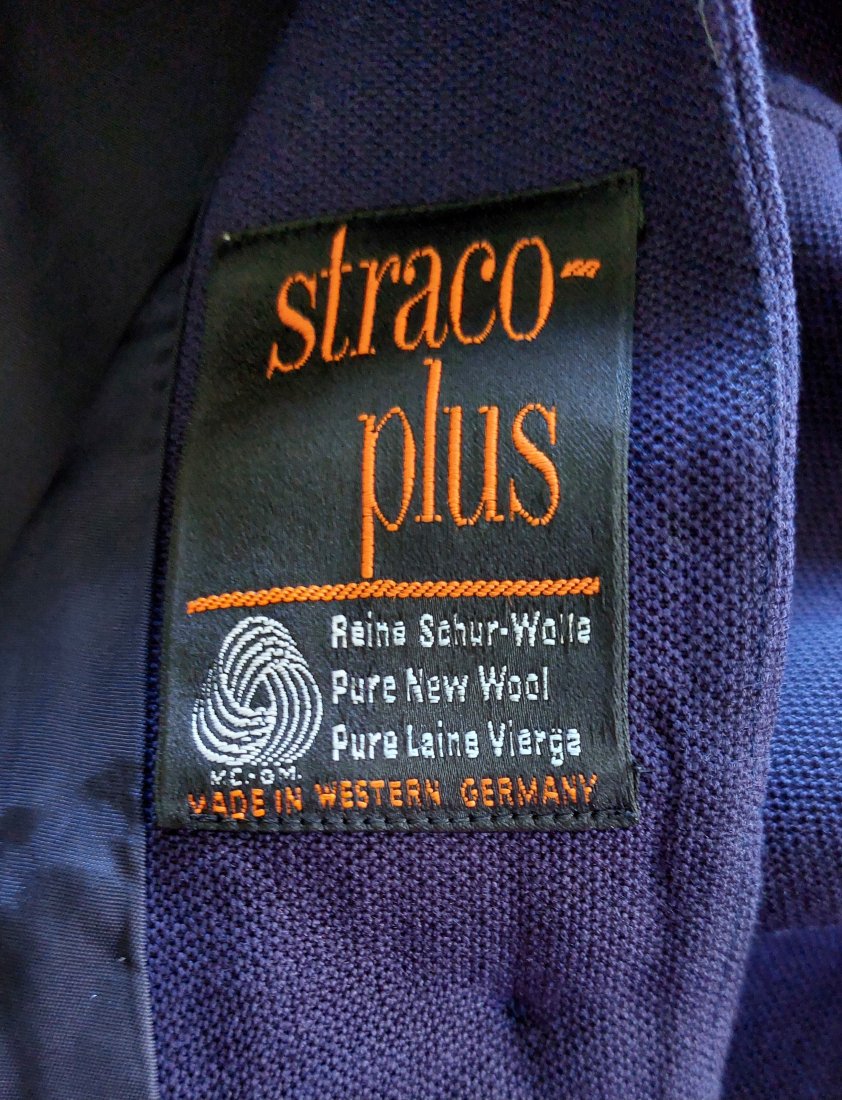 straco-
plus
Reine Schur-Wolle
Pure New Wool
Pure Laine Vierge
MADE IN WESTERN GERMANY